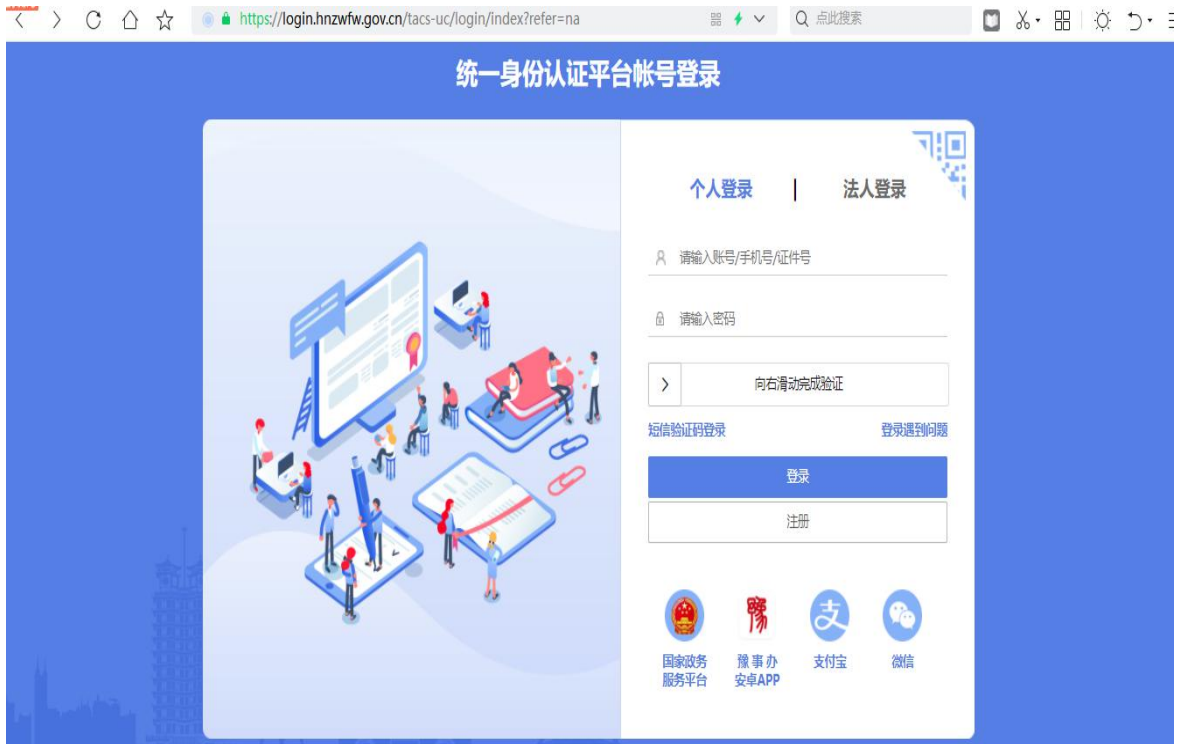 https://login.hnzwfw.gov.cn/tacs-uc/login/index?refer=na
点此搜索
统一身份认证平台帐号登录
个人登录 | 法人登录
请输入账号/手机号/证件号
请输入密码
向右滑动完成验证
短信验证码登录 登录遇到问题
登录
注册
豫
支
国家政务 豫事办 支付宝 微信
服务平台 安卓APP